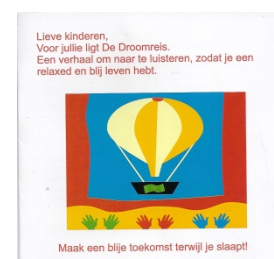 Lieve kinderen,
Voor jullie ligt De Droomreis.
Een verhaal om naar te luisteren, zodat je een
relaxed en blij leven hebt.
Maak een blije toekomst terwijl je slaapt!